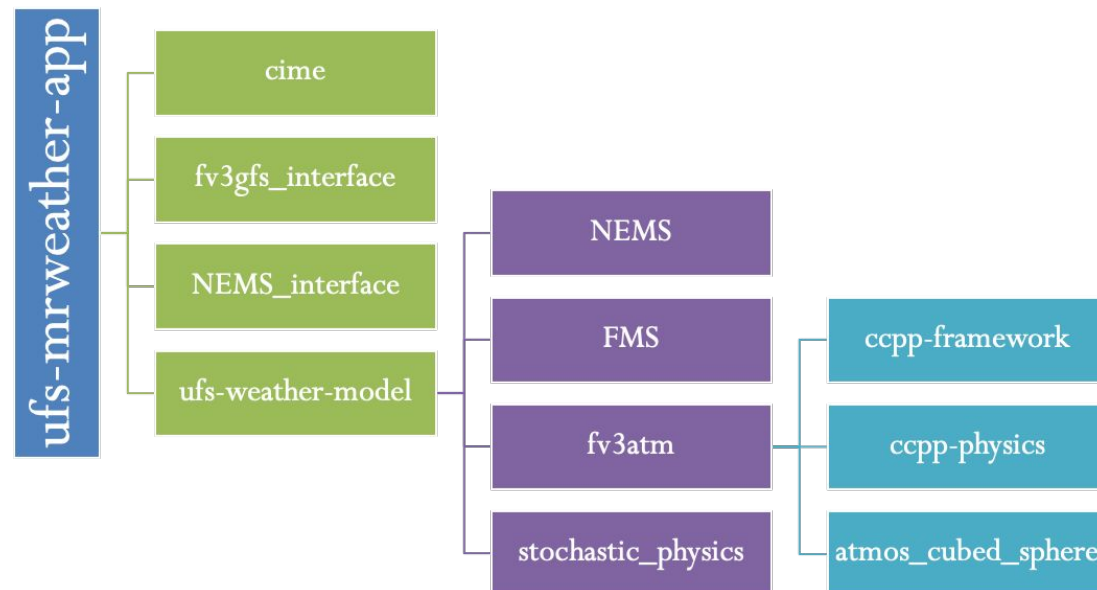 ufs-mrweather-app
cime
fv3gfs_interface
NEMS_interface
ufs-weather-model
NEMS
FMS
fv3atm
stochastic_physics
ccpp-framework
ccpp-physics
atmos_cubed_sphere